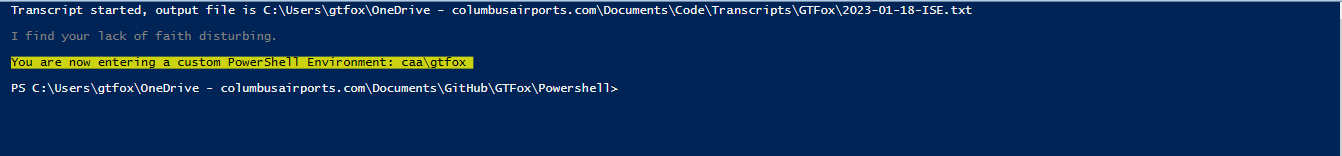 Transcript started, output file is C:\Users\gtfox\OneDrive - columbusairports.com\Documents\Code\Transcripts\GTFox\2023-01-18-ISE.txt
I find your lack of faith disturbing.
You are now entering a custom PowerShell Environment: caa\gtfox
PS C:\Users\gtfox\OneDrive - columbusairports.com\Documents\GitHub\GTFox\Powershell>